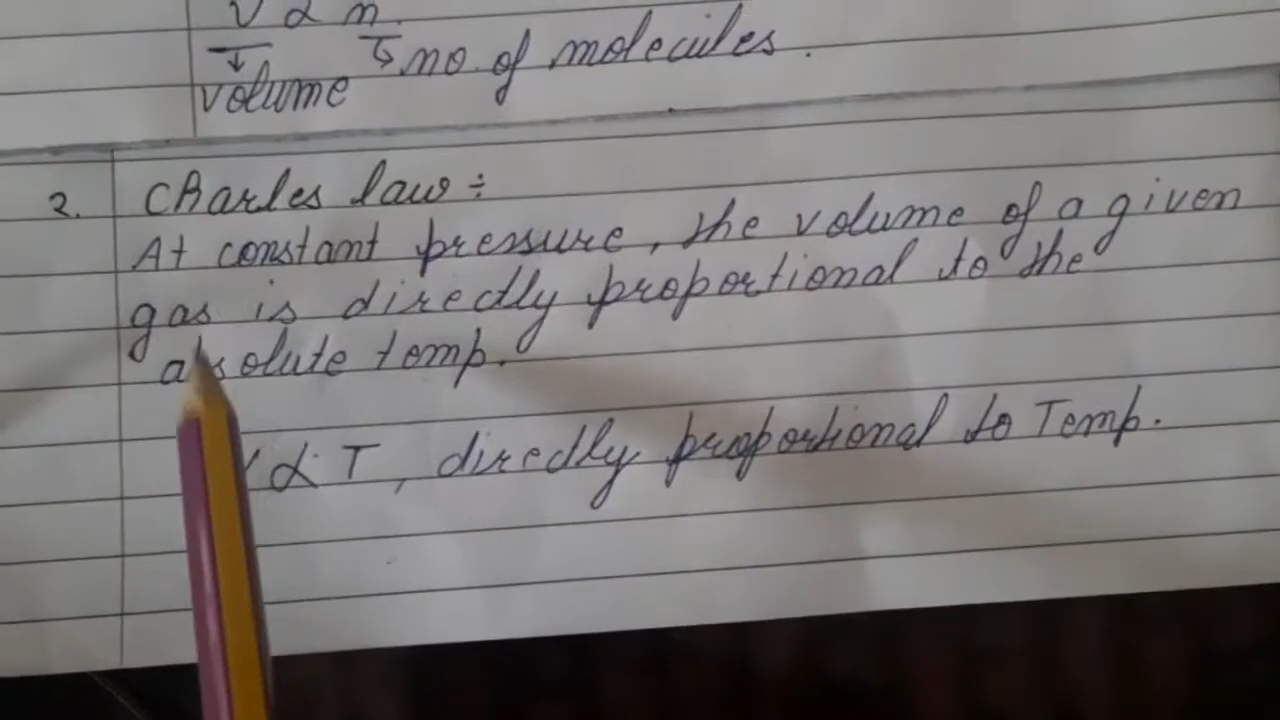 V α n
volume no. of molecules.
2. Charles law ÷
At constant pressure, the volume of a given
gas is directly proportional to the
absolute temp.
V α T, directly proportional to Temp.